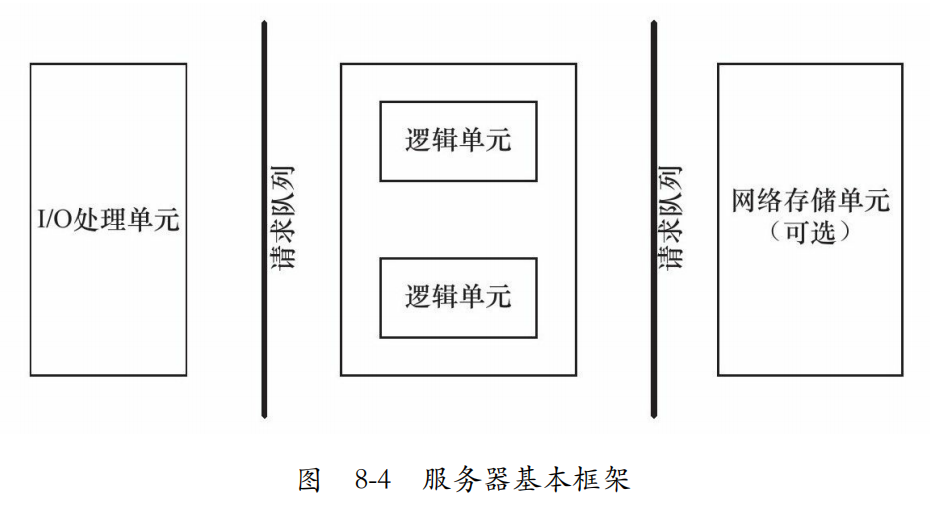 I/O处理单元
请求队列
逻辑单元
逻辑单元
请求队列
网络存储单元
（可选）
图 8-4 服务器基本框架